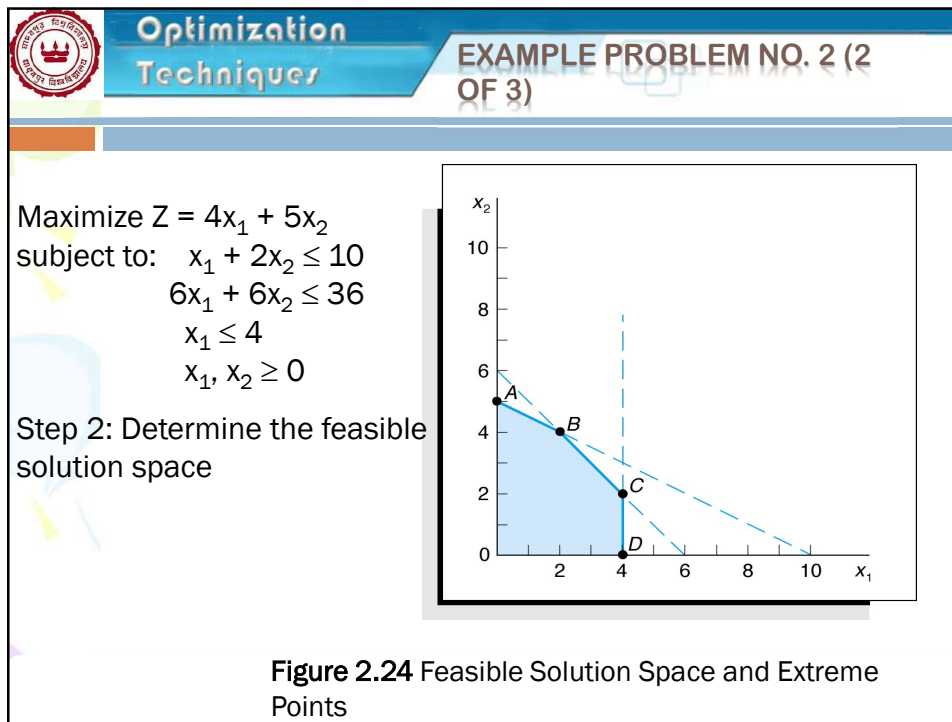 Optimization
Techniques
EXAMPLE PROBLEM NO. 2 (2
OF 3)
Maximize Z = 4x₁ + 5x₂
subject to: x₁ + 2x₂ ≤ 10
6x₁ + 6x₂ ≤ 36
x₁ ≤ 4
x₁, x₂ ≥ 0
Step 2: Determine the feasible
solution space
x₂
10
8
6
A
B
4
C
2
D
0
2 4 6 8 10 x₁
Figure 2.24 Feasible Solution Space and Extreme
Points